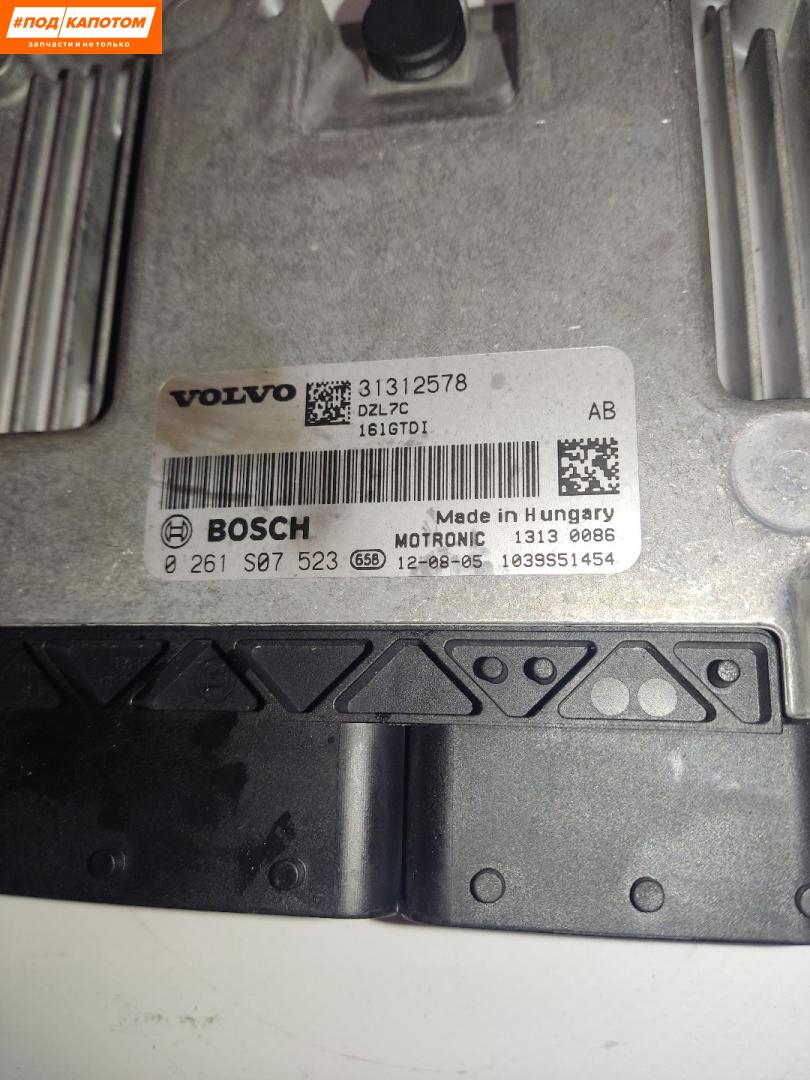 #ПОД КАПОТОМ
запчасти и не только
VOLVO 31312578
DZL7C
161GTDI
AB
BOSCH
Made in Hungary
MOTRONIC 1313 0086
0 261 S07 523 658 12-08-05 1039S51454